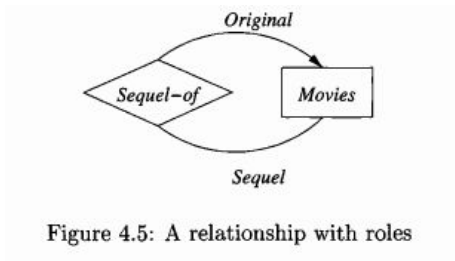 Original
Sequel-of
Movies
Sequel
Figure 4.5: A relationship with roles